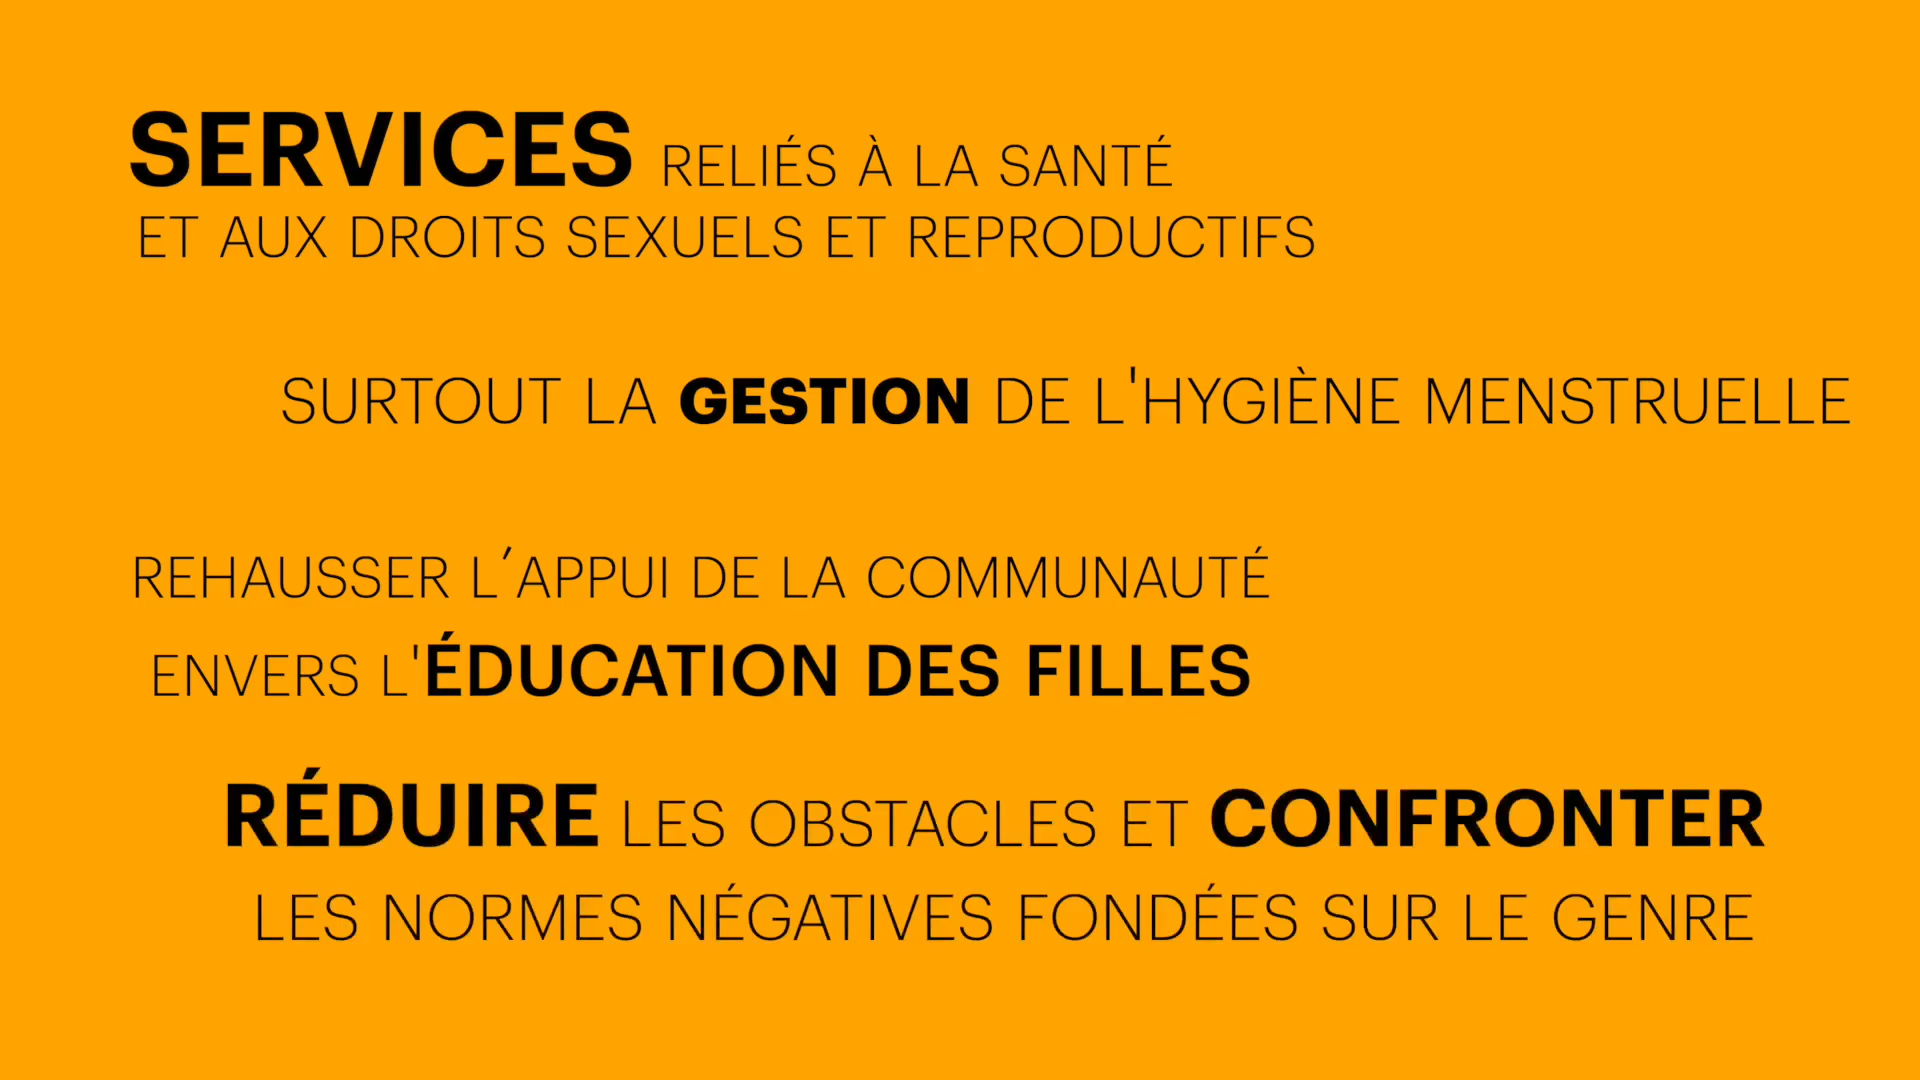 SERVICES RELIÉS À LA SANTÉ
ET AUX DROITS SEXUELS ET REPRODUCTIFS
SURTOUT LA GESTION DE L'HYGIÈNE MENSTRUELLE
REHAUSSER L’APPUI DE LA COMMUNAUTÉ
ENVERS L'ÉDUCATION DES FILLES
RÉDUIRE LES OBSTACLES ET CONFRONTER
LES NORMES NÉGATIVES FONDÉES SUR LE GENRE